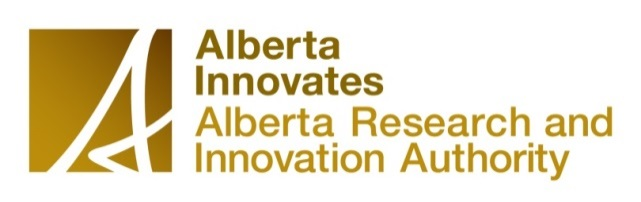 Alberta
Innovates
Alberta Research and
Innovation Authority